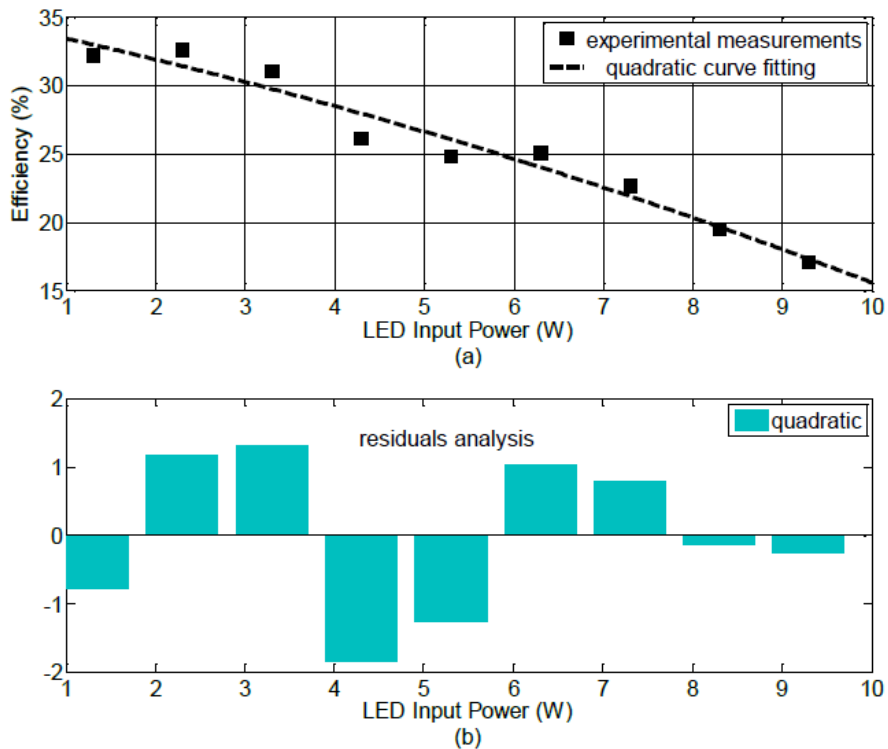 35
30
25
20
15
Efficiency (%)
experimental measurements
quadratic curve fitting
1 2 3 4 5 6 7 8 9 10
LED Input Power (W)
(a)
2
1
0
-1
-2
residuals analysis
quadratic
1 2 3 4 5 6 7 8 9 10
LED Input Power (W)
(b)